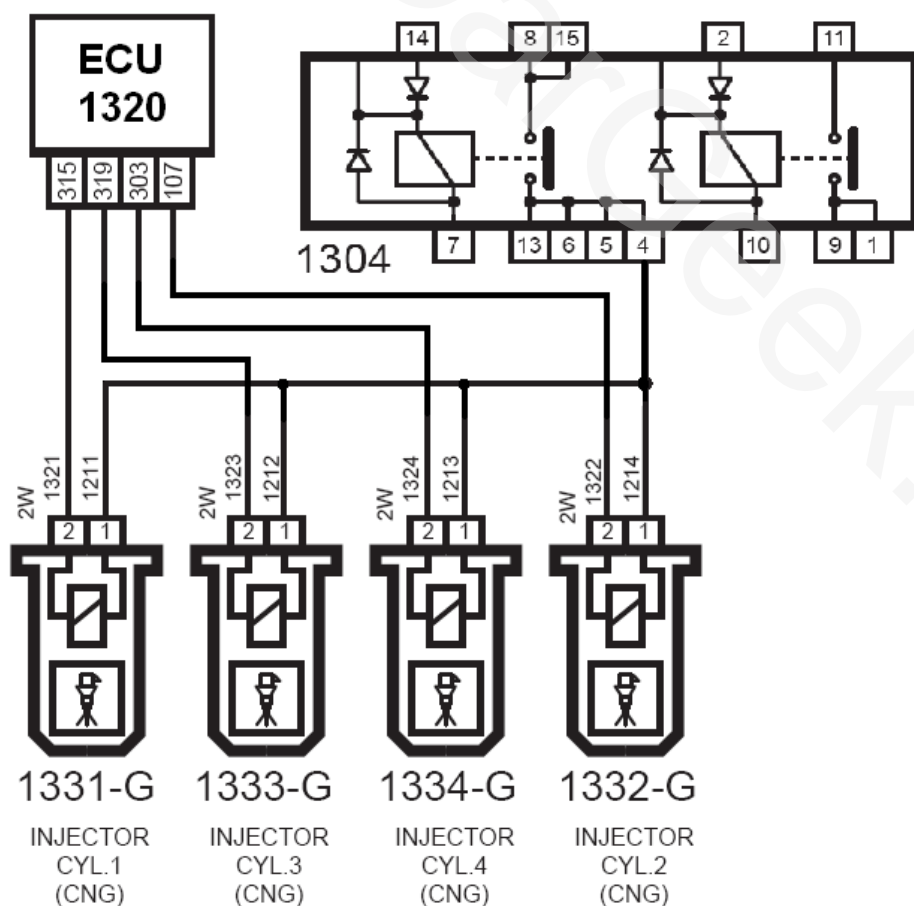 ECU
1320
315
319
303
107
14
8
15
2
11
7
13
6
5
4
10
9
1
1304
2W
1321
1211
2W
1323
1212
2W
1324
1213
2W
1322
1214
2
1
2
1
2
1
2
1
1331-G
1333-G
1334-G
1332-G
INJECTOR
CYL.1
(CNG)
INJECTOR
CYL.3
(CNG)
INJECTOR
CYL.4
(CNG)
INJECTOR
CYL.2
(CNG)
arGeek.